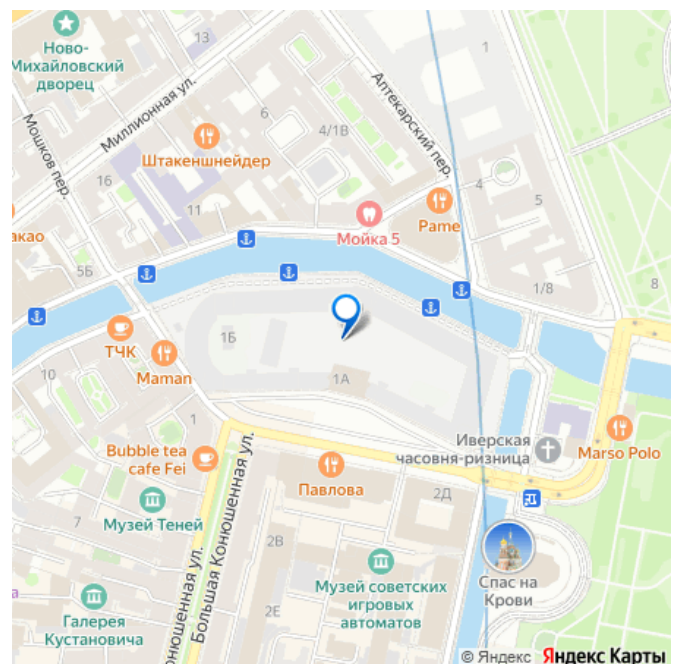 13
1
Ново-
Михайловский
дворец
Миллионная ул.
Аптекарский пер.
6
4/1В
Мошков пер.
Штакеншнейдер
16
4
5
11
Мойка 5
Pame
акао
5Б
8
1/8
ТЧК
1Б
Maman
10
1А
1
Иверская
часовня-ризница
Marso Polo
Bubble tea
cafe Fei
Большая Конюшенная ул.
Павлова
2Д
Музей Теней
7
2В
Спас на
Крови
Музей советских
игровых
автоматов
онюшенная ул.
2Е
а
Галерея
Кустановича
© Яндекс Яндекс Карты